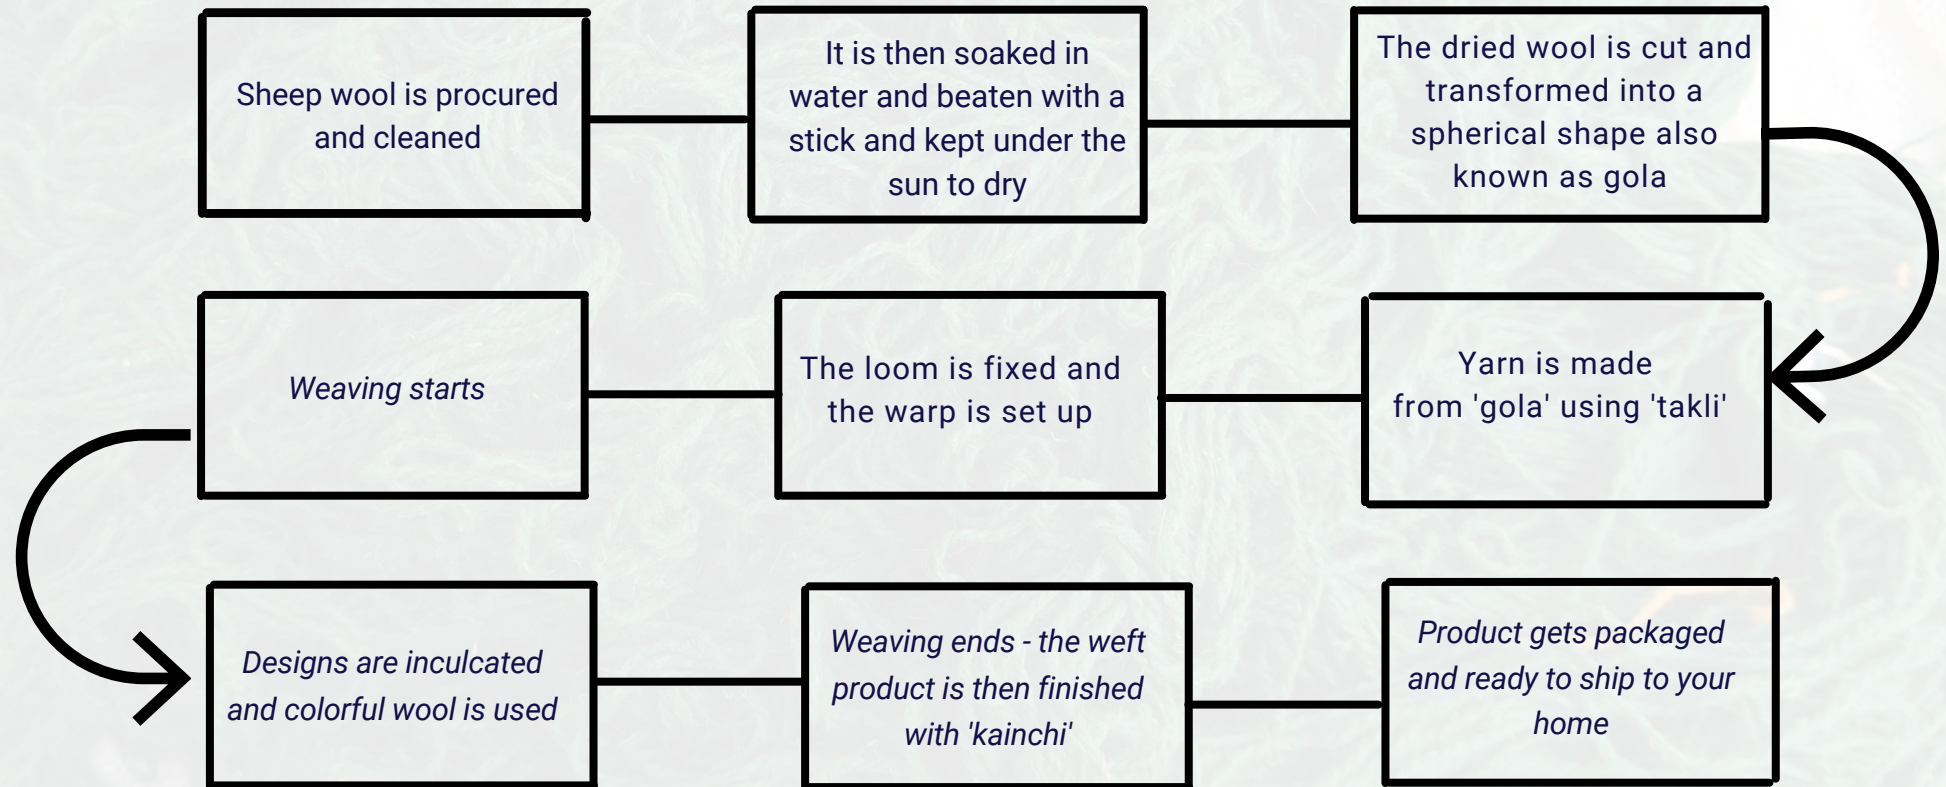 Sheep wool is procured
and cleaned
It is then soaked in
water and beaten with a
stick and kept under the
sun to dry
The dried wool is cut and
transformed into a
spherical shape also
known as gola
Yarn is made
from 'gola' using 'takli'
The loom is fixed and
the warp is set up
Weaving starts
Designs are inculcated
and colorful wool is used
Weaving ends - the weft
product is then finished
with 'kainchi'
Product gets packaged
and ready to ship to your
home